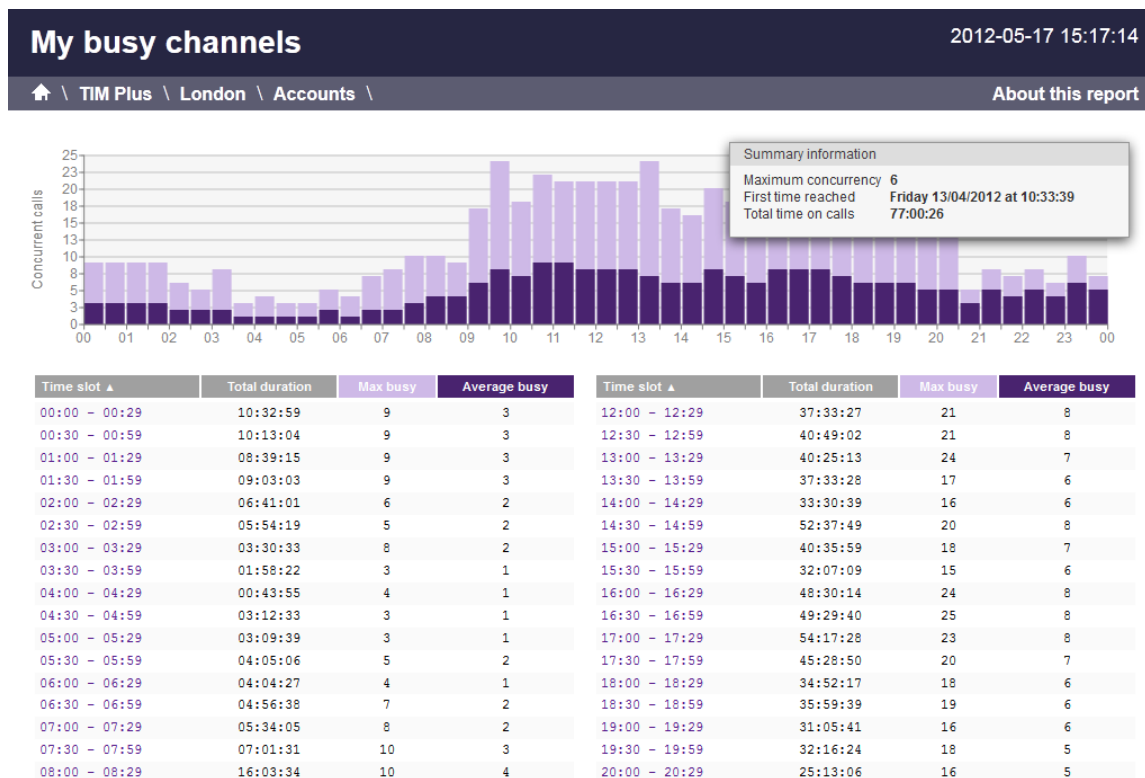 My busy channels
2012-05-17 15:17:14
\ TIM Plus \ London \ Accounts \
About this report
Summary information
Maximum concurrency 6
First time reached Friday 13/04/2012 at 10:33:39
Total time on calls 77:00:26
Concurrent calls
25
23
20
18
15
13
10
8
5
3
0
00 01 02 03 04 05 06 07 08 09 10 11 12 13 14 15 16 17 18 19 20 21 22 23 00
Time slot ▲ Total duration Max busy Average busy
00:00 - 00:29 10:32:59 9 3
00:30 - 00:59 10:13:04 9 3
01:00 - 01:29 08:39:15 9 3
01:30 - 01:59 09:03:03 9 3
02:00 - 02:29 06:41:01 6 2
02:30 - 02:59 05:54:19 5 2
03:00 - 03:29 03:30:33 8 2
03:30 - 03:59 01:58:22 3 1
04:00 - 04:29 00:43:55 4 1
04:30 - 04:59 03:12:33 3 1
05:00 - 05:29 03:09:39 3 1
05:30 - 05:59 04:05:06 5 2
06:00 - 06:29 04:04:27 4 1
06:30 - 06:59 04:56:38 7 2
07:00 - 07:29 05:34:05 8 2
07:30 - 07:59 07:01:31 10 3
08:00 - 08:29 16:03:34 10 4
Time slot ▲ Total duration Max busy Average busy
12:00 - 12:29 37:33:27 21 8
12:30 - 12:59 40:49:02 21 8
13:00 - 13:29 40:25:13 24 7
13:30 - 13:59 37:33:28 17 6
14:00 - 14:29 33:30:39 16 6
14:30 - 14:59 52:37:49 20 8
15:00 - 15:29 40:35:59 18 7
15:30 - 15:59 32:07:09 15 6
16:00 - 16:29 48:30:14 24 8
16:30 - 16:59 49:29:40 25 8
17:00 - 17:29 54:17:28 23 8
17:30 - 17:59 45:28:50 20 7
18:00 - 18:29 34:52:17 18 6
18:30 - 18:59 35:59:39 19 6
19:00 - 19:29 31:05:41 16 6
19:30 - 19:59 32:16:24 18 5
20:00 - 20:29 25:13:06 16 5